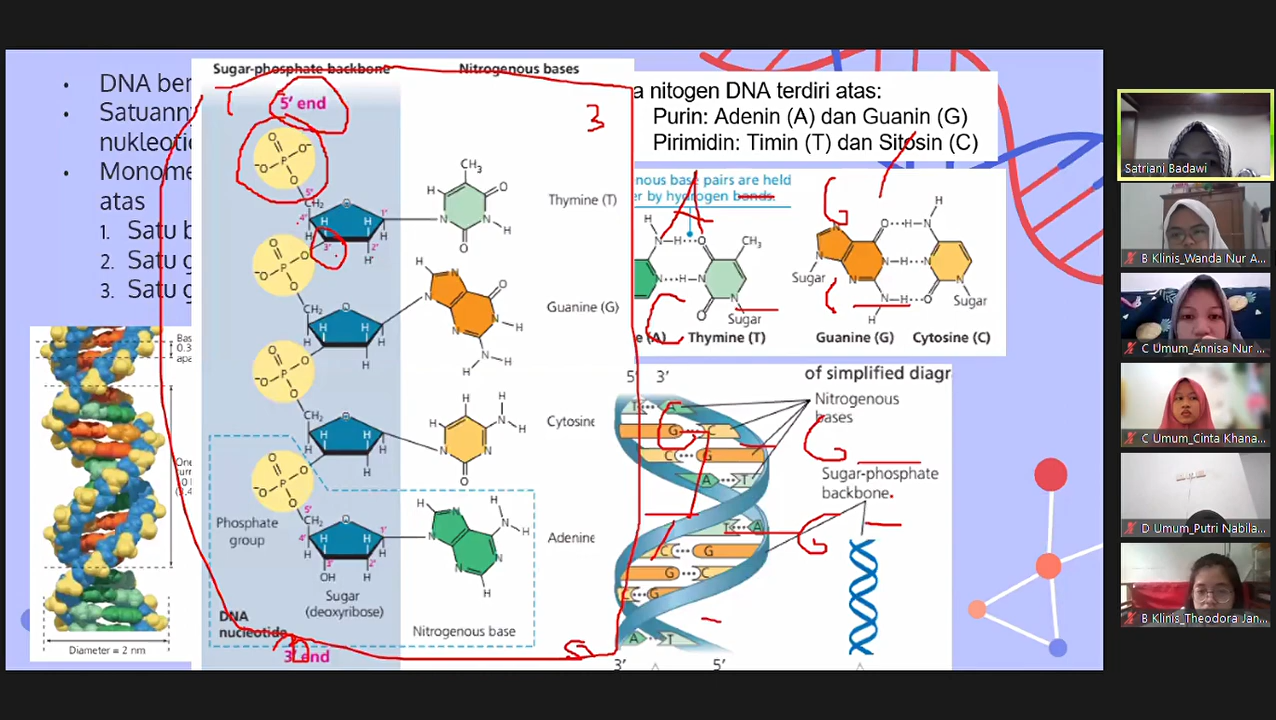 Sugar-phosphate backbone
Nitrogenous bases
5' end
Thymine (T)
Guanine (G)
Cytosine
Adenine
Phosphate
group
Sugar
(deoxyribose)
DNA
nucleotide
Nitrogenous base
3' end
DNA ber
Satuann
nukleotid
Monome
atas
1. Satu b
2. Satu g
3. Satu g
Diameter = 2 nm
a nitogen DNA terdiri atas:
Purin: Adenin (A) dan Guanin (G)
Pirimidin: Timin (T) dan Sitosin (C)
nous base pairs are held
er by hydrogen bonds.
Sugar
Sugar
Sugar
(A)
Thymine (T)
Guanine (G)
Cytosine (C)
of simplified diagr
5' 3'
Nitrogenous
bases
Sugar-phosphate
backbone.
3' 5'
Satriani Badawi
B Klinis_Wanda Nur A...
C Umum_Annisa Nur ...
C Umum_Cinta Khana...
D Umum_Putri Nabila...
B Klinis_Theodora Jan...